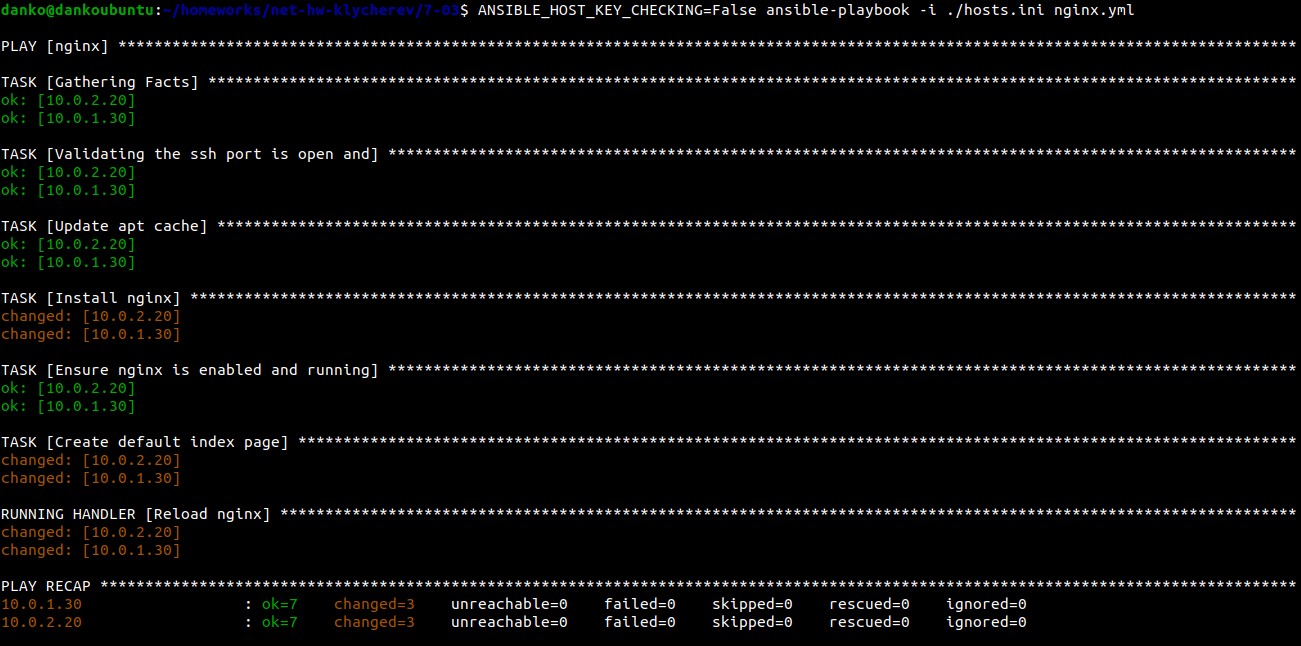 danko@dankoubuntu:~/homeworks/net-hw-klycherev/7-03$ ANSIBLE_HOST_KEY_CHECKING=False ansible-playbook -i ./hosts.ini nginx.yml
PLAY [nginx] ***********************************************************************************************************************************
TASK [Gathering Facts] *************************************************************************************************************************
ok: [10.0.2.20]
ok: [10.0.1.30]
TASK [Validating the ssh port is open and] *****************************************************************************************************
ok: [10.0.2.20]
ok: [10.0.1.30]
TASK [Update apt cache] ************************************************************************************************************************
ok: [10.0.2.20]
ok: [10.0.1.30]
TASK [Install nginx] ***************************************************************************************************************************
changed: [10.0.2.20]
changed: [10.0.1.30]
TASK [Ensure nginx is enabled and running] *****************************************************************************************************
ok: [10.0.2.20]
ok: [10.0.1.30]
TASK [Create default index page] ***************************************************************************************************************
changed: [10.0.2.20]
changed: [10.0.1.30]
RUNNING HANDLER [Reload nginx] *****************************************************************************************************************
changed: [10.0.2.20]
changed: [10.0.1.30]
PLAY RECAP *************************************************************************************************************************************
10.0.1.30                  : ok=7    changed=3    unreachable=0    failed=0    skipped=0    rescued=0    ignored=0
10.0.2.20                  : ok=7    changed=3    unreachable=0    failed=0    skipped=0    rescued=0    ignored=0